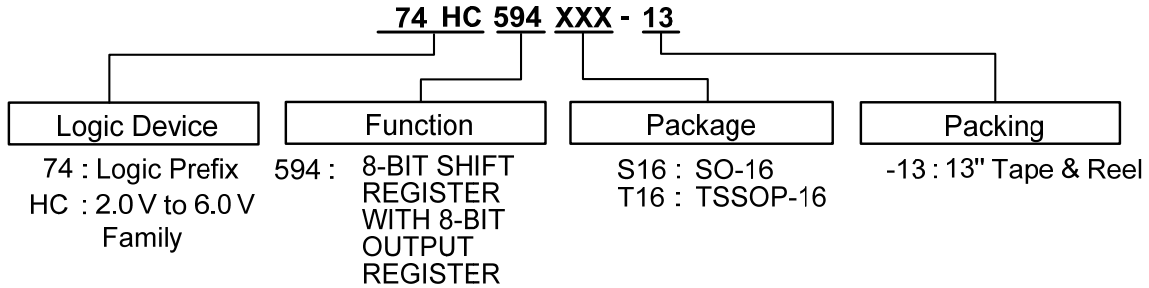 74 HC 594 XXX - 13
Logic Device
74 : Logic Prefix
HC : 2.0 V to 6.0 V
Family
Function
594 : 8-BIT SHIFT
REGISTER
WITH 8-BIT
OUTPUT
REGISTER
Package
S16 : SO-16
T16 : TSSOP-16
Packing
-13 : 13" Tape & Reel